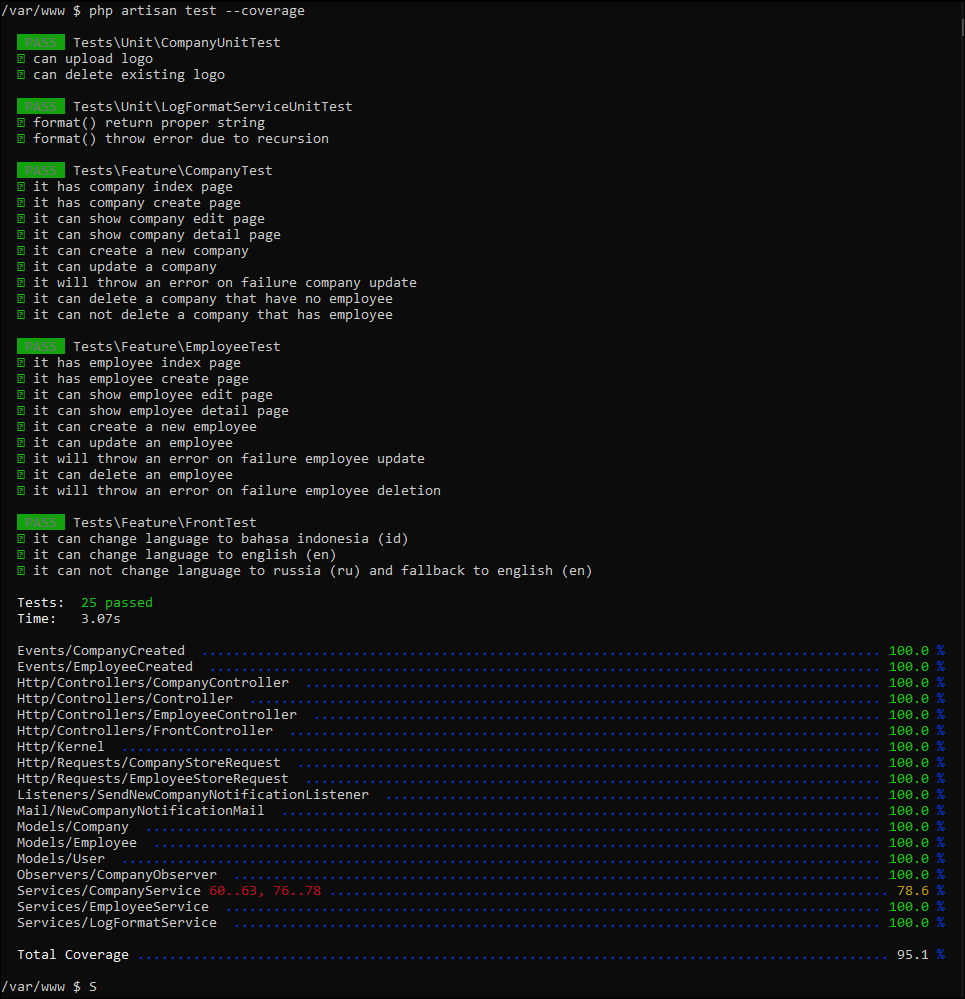 /var/www $ php artisan test --coverage
PASS Tests\Unit\CompanyUnitTest
can upload logo
can delete existing logo
PASS Tests\Unit\LogFormatServiceUnitTest
format() return proper string
format() throw error due to recursion
PASS Tests\Feature\CompanyTest
it has company index page
it has company create page
it can show company edit page
it can show company detail page
it can create a new company
it can update a company
it will throw an error on failure company update
it can delete a company that have no employee
it can not delete a company that has employee
PASS Tests\Feature\EmployeeTest
it has employee index page
it has employee create page
it can show employee edit page
it can show employee detail page
it can create a new employee
it can update an employee
it will throw an error on failure employee update
it can delete an employee
it will throw an error on failure employee deletion
PASS Tests\Feature\FrontTest
it can change language to bahasa indonesia (id)
it can change language to english (en)
it can not change language to russia (ru) and fallback to english (en)
Tests: 25 passed
Time: 3.07s
Events/CompanyCreated 100.0 %
Events/EmployeeCreated 100.0 %
Http/Controllers/CompanyController 100.0 %
Http/Controllers/Controller 100.0 %
Http/Controllers/EmployeeController 100.0 %
Http/Controllers/FrontController 100.0 %
Http/Kernel 100.0 %
Http/Requests/CompanyStoreRequest 100.0 %
Http/Requests/EmployeeStoreRequest 100.0 %
Listeners/SendNewCompanyNotificationListener 100.0 %
Mail/NewCompanyNotificationMail 100.0 %
Models/Company 100.0 %
Models/Employee 100.0 %
Models/User 100.0 %
Observers/CompanyObserver 100.0 %
Services/CompanyService 60..63, 76..78 78.6 %
Services/EmployeeService 100.0 %
Services/LogFormatService 100.0 %
Total Coverage 95.1 %
/var/www $ S